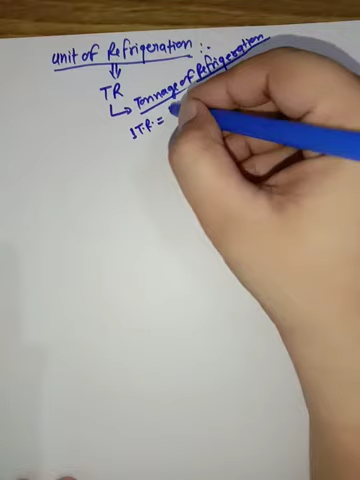 Unit of Refrigeration :.
TR
Tonnage of Refrigeration
1 T.R. =